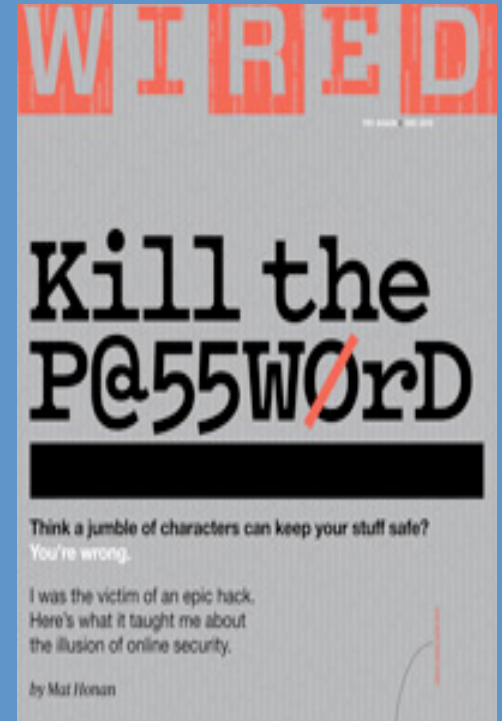 WIRED
Kill the
P@55W0rD
Think a jumble of characters can keep your stuff safe?
You're wrong.
I was the victim of an epic hack.
Here's what it taught me about
the illusion of online security.
by Mat Honan